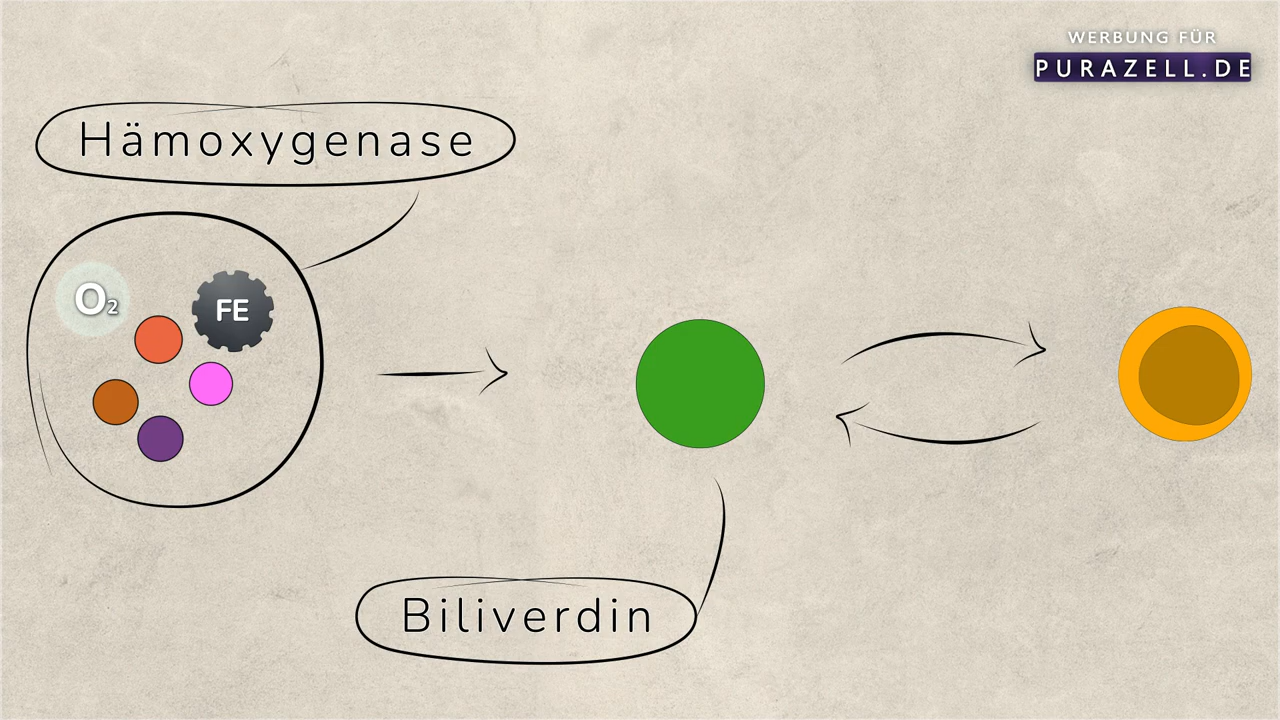 WERBUNG FÜR
PURAZELL.DE
Hämoxygenase
O₂
FE
Biliverdin